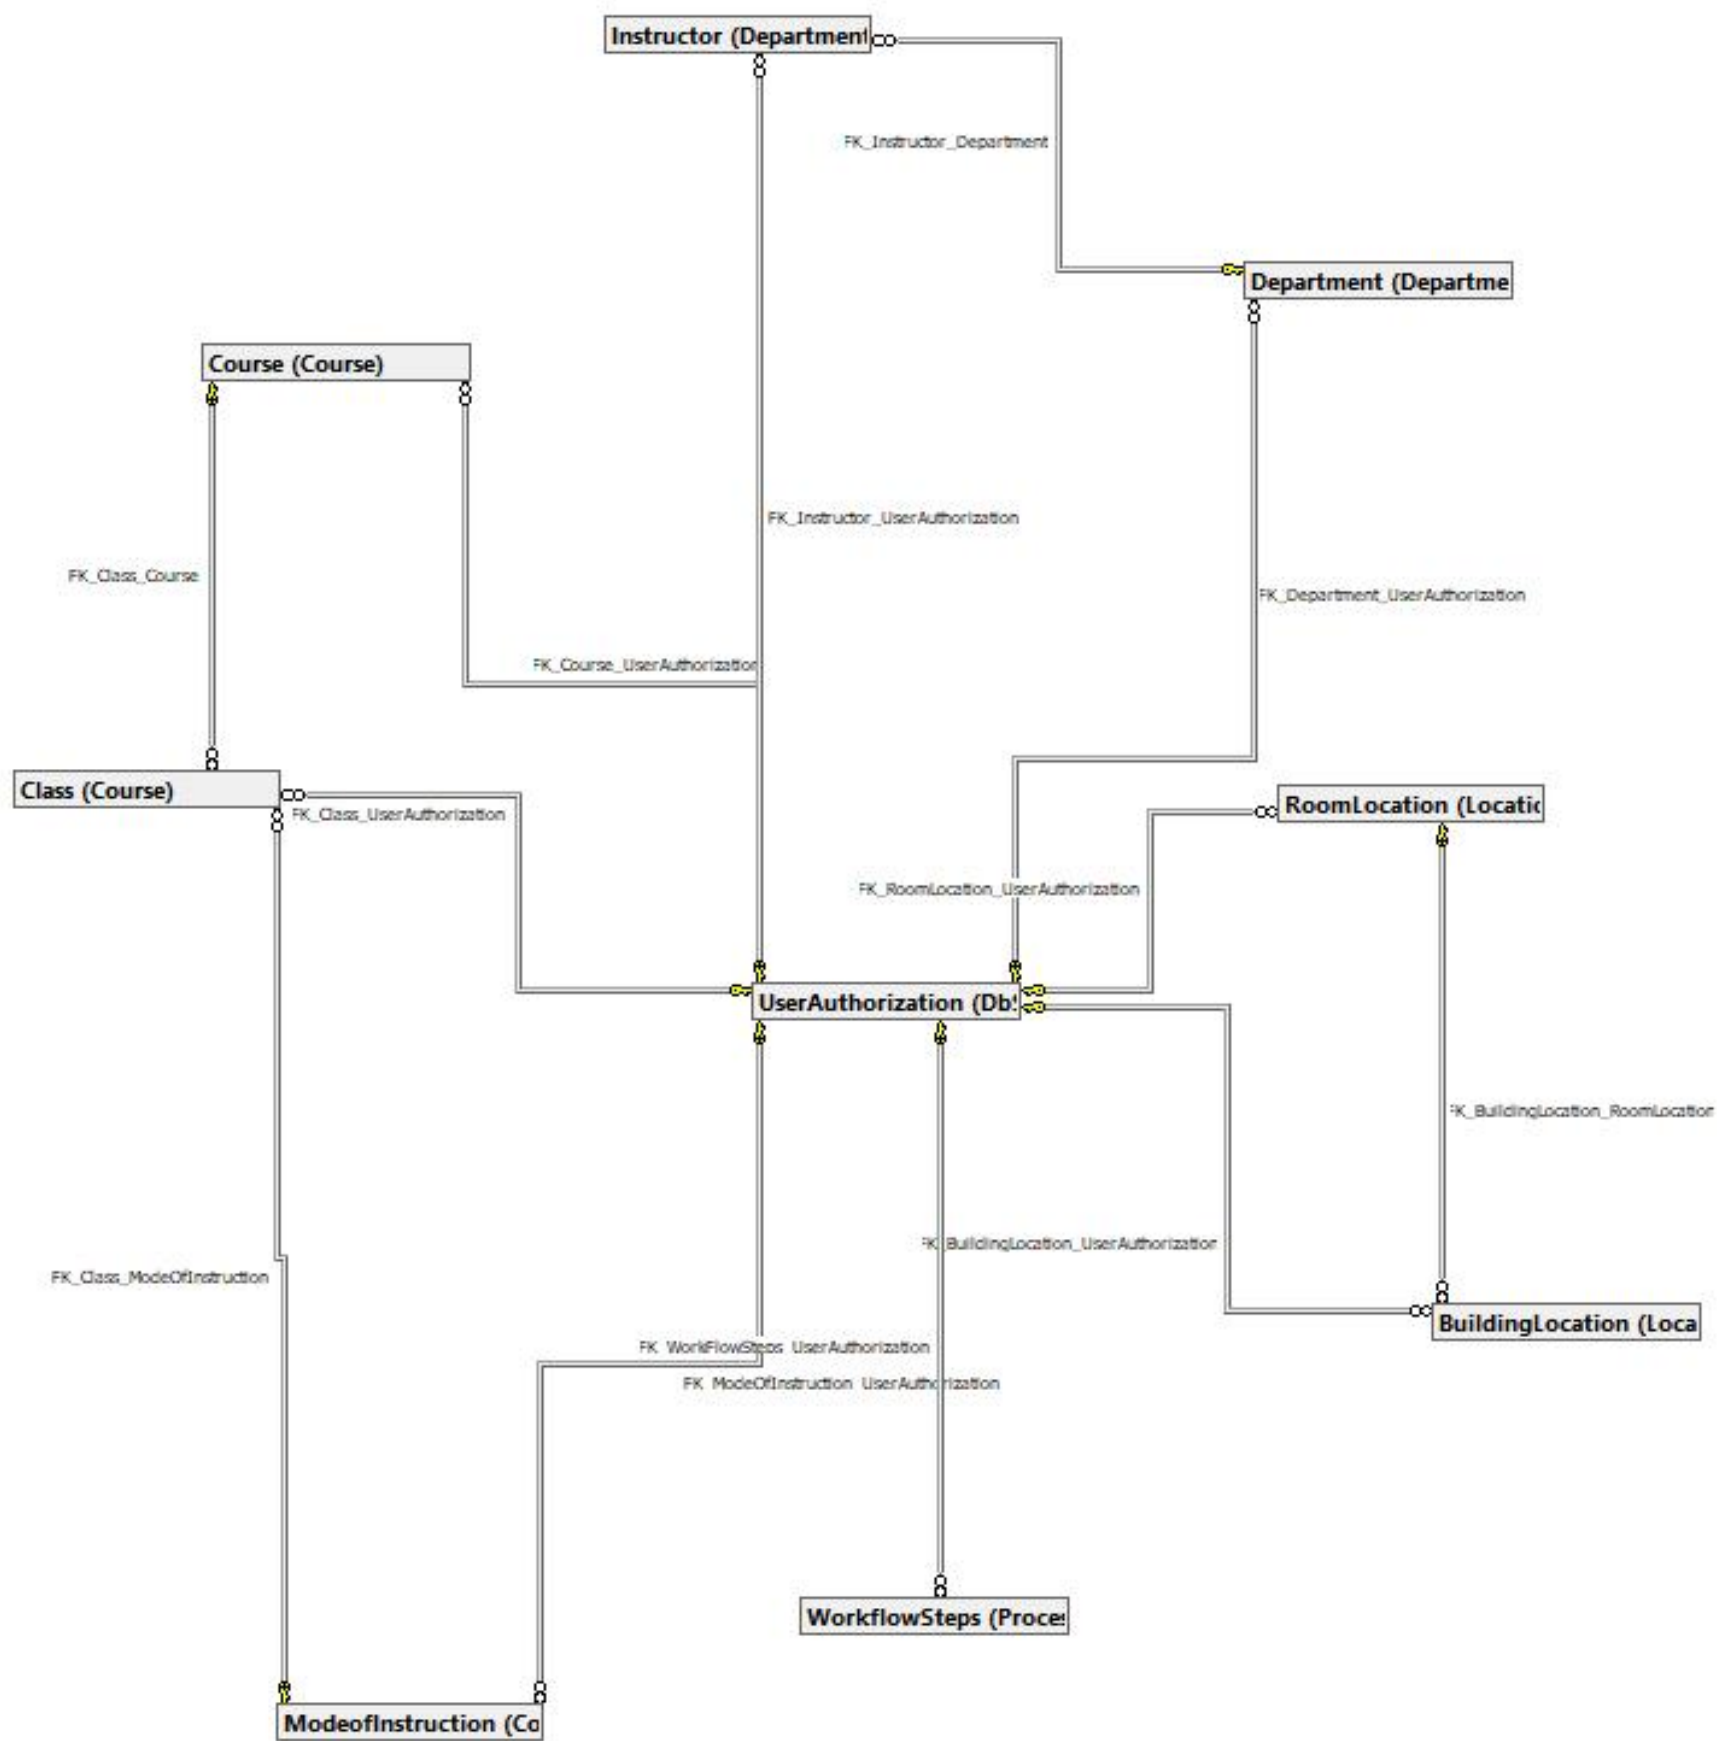 Instructor (Department
FK_Instructor_Department
Department (Departme
Course (Course)
FK_Instructor_UserAuthorization
FK_Class_Course
FK_Department_UserAuthorization
FK_Course_UserAuthorization
Class (Course)
FK_Class_UserAuthorization
RoomLocation (Locatic
FK_RoomLocation_UserAuthorization
UserAuthorization (Db
FK_BuildingLocation_RoomLocation
FK_BuildingLocation_UserAuthorization
FK_Class_ModeOfInstruction
BuildingLocation (Loca
FK_WorkFlowSteps_UserAuthorization
FK_ModeOfInstruction_UserAuthorization
WorkflowSteps (Proces
ModeofInstruction (Co